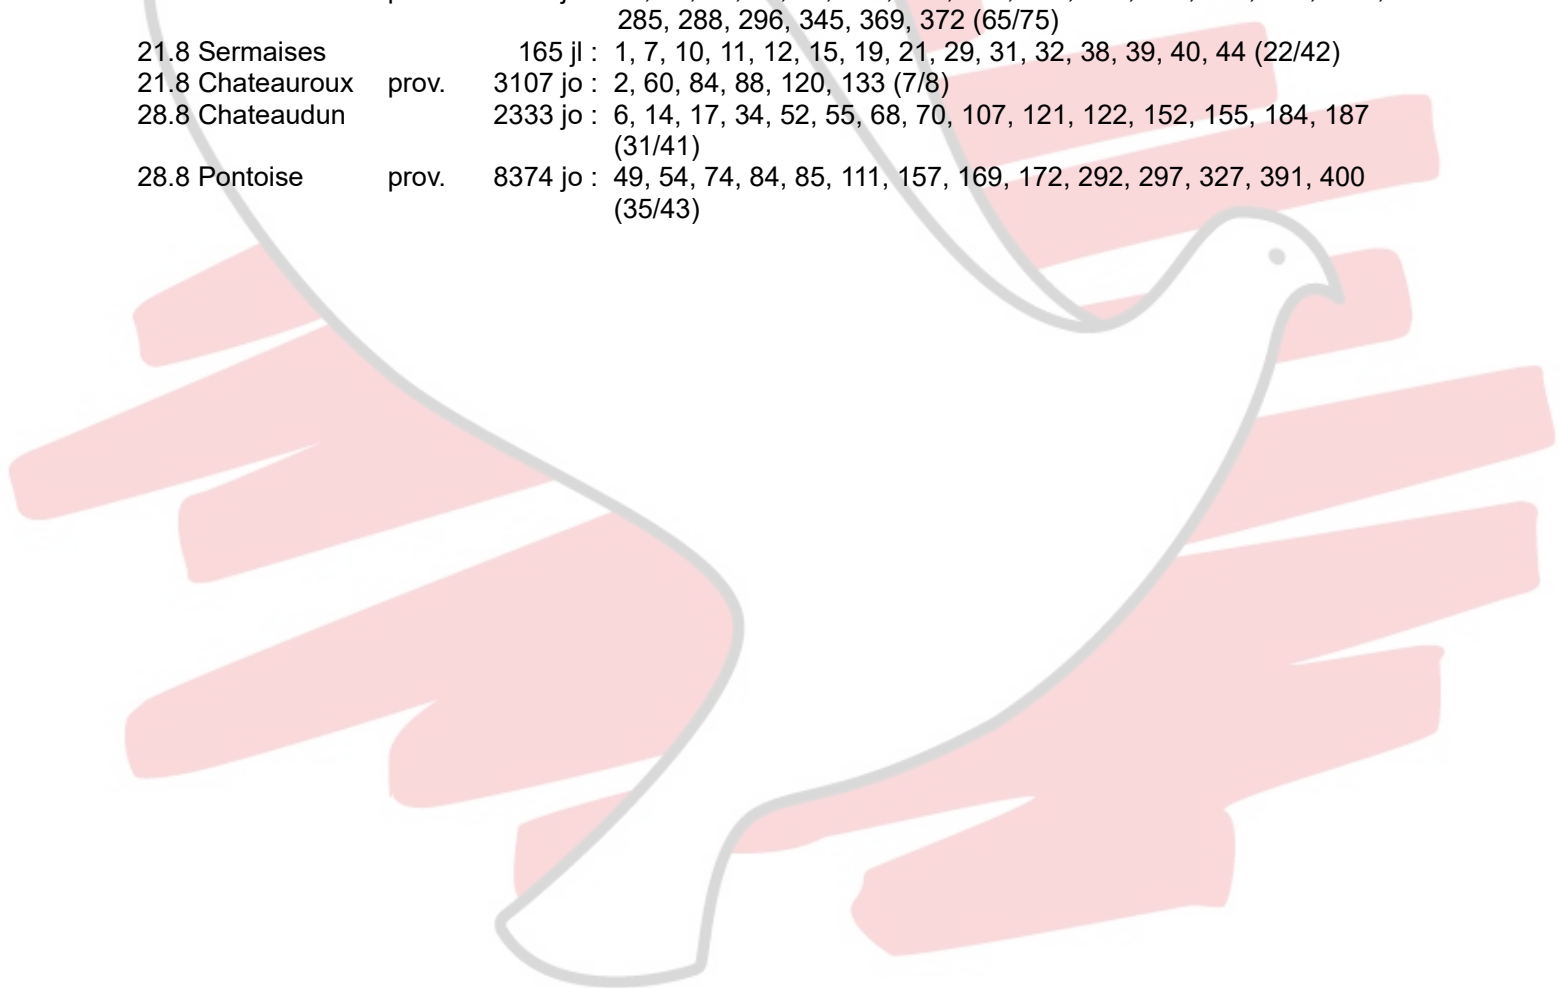 285, 288, 296, 345, 369, 372 (65/75)
21.8 Sermaises 165 jl : 1, 7, 10, 11, 12, 15, 19, 21, 29, 31, 32, 38, 39, 40, 44 (22/42)
21.8 Chateauroux prov. 3107 jo : 2, 60, 84, 88, 120, 133 (7/8)
28.8 Chateaudun 2333 jo : 6, 14, 17, 34, 52, 55, 68, 70, 107, 121, 122, 152, 155, 184, 187
(31/41)
28.8 Pontoise prov. 8374 jo : 49, 54, 74, 84, 85, 111, 157, 169, 172, 292, 297, 327, 391, 400
(35/43)